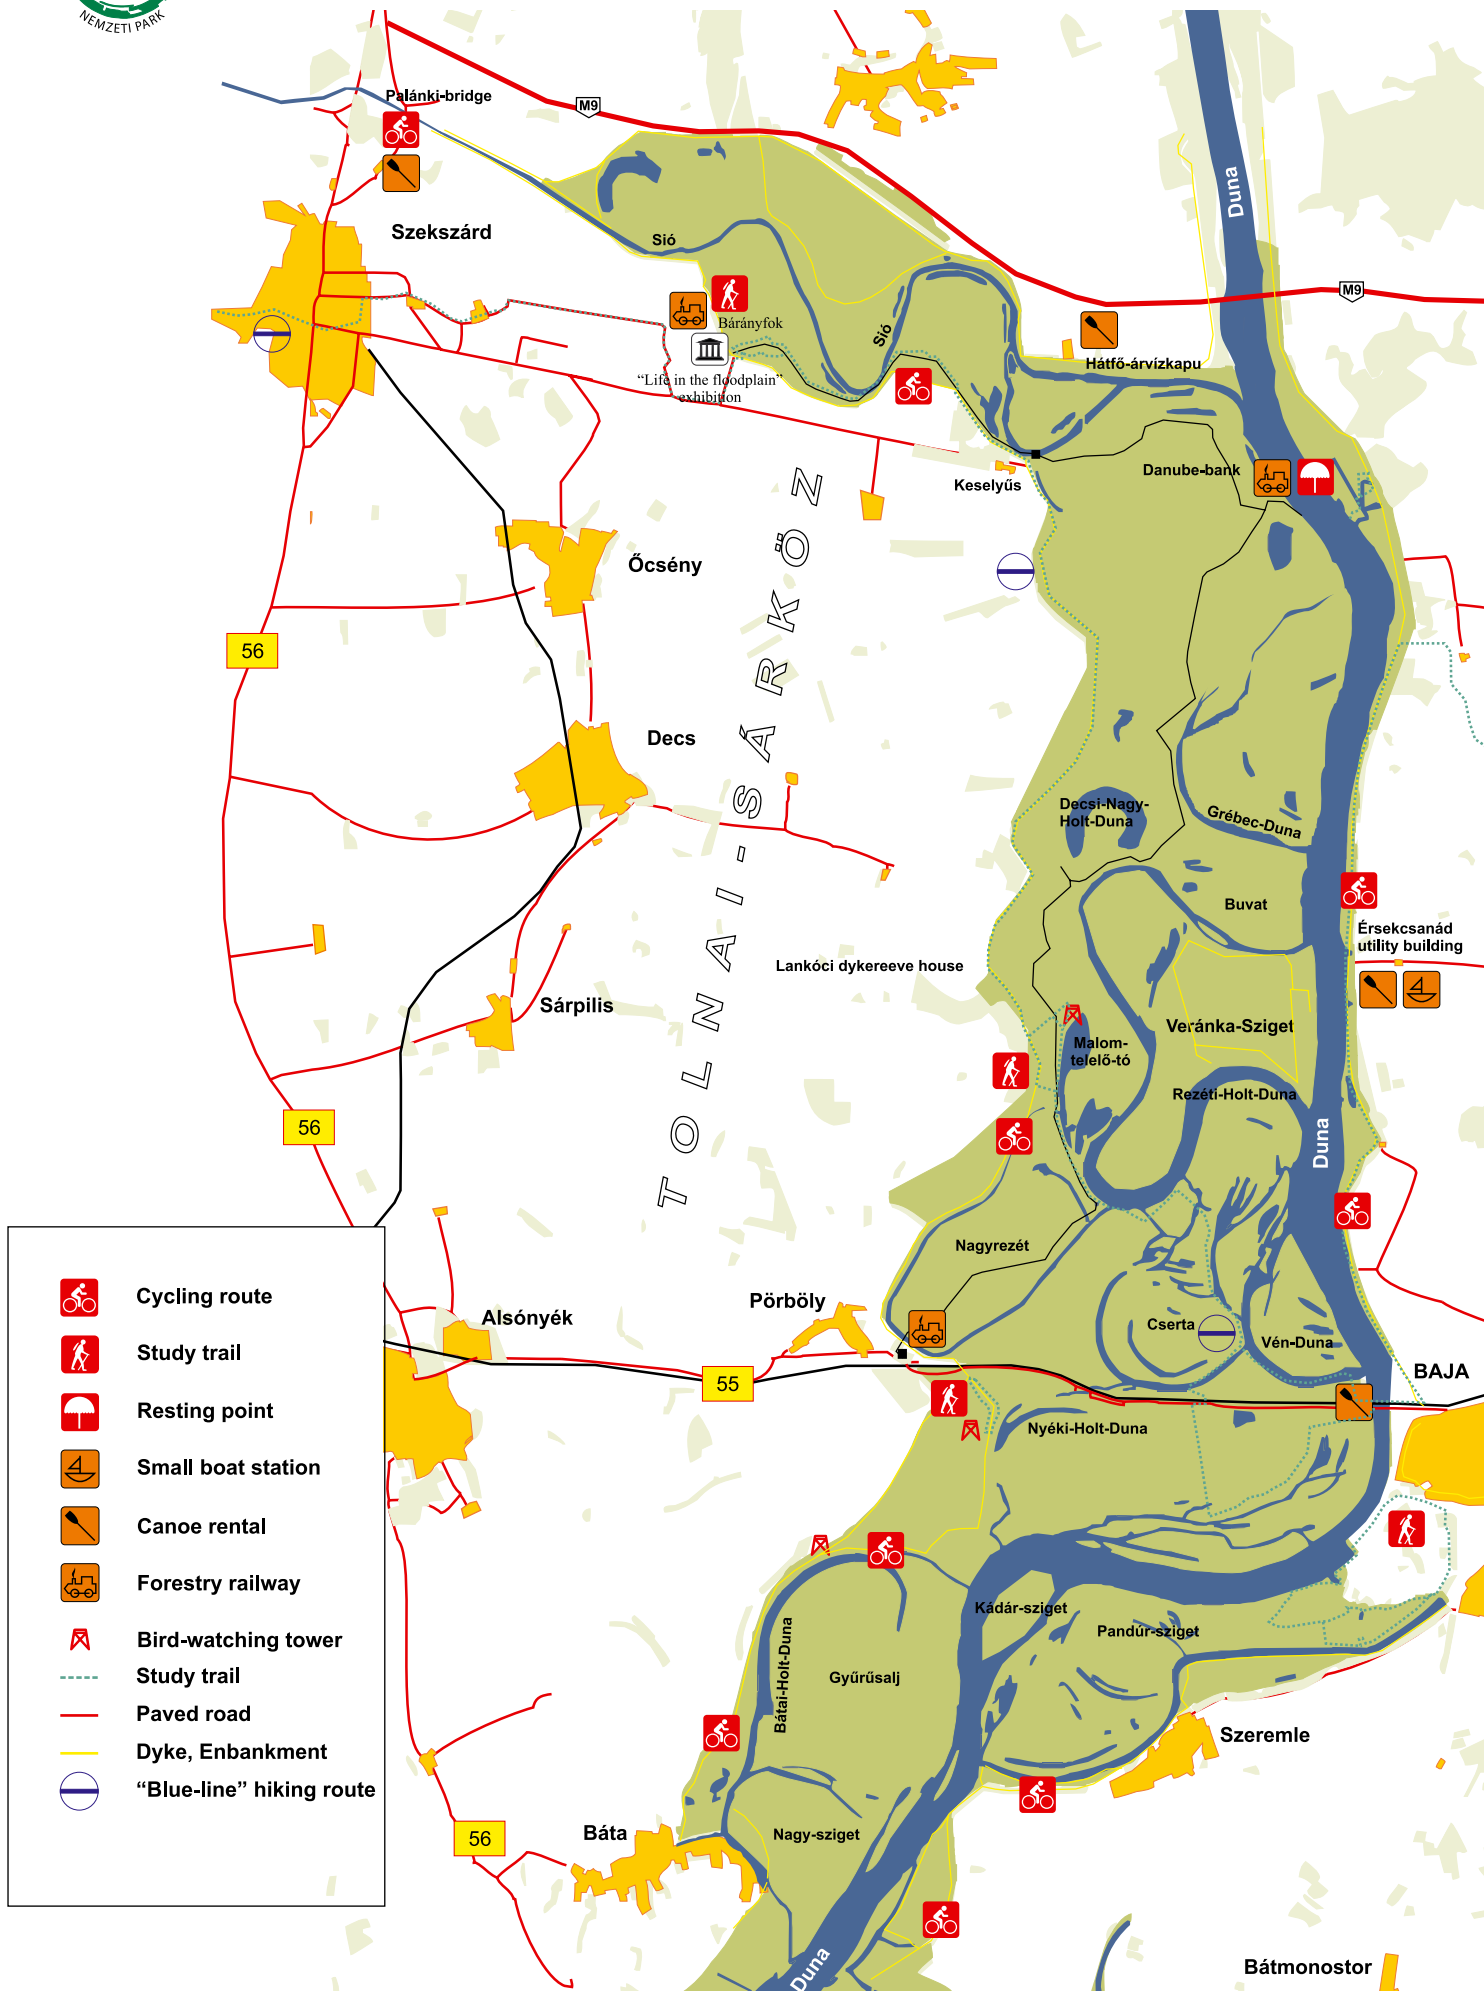 NEMZETI PARK
Palánki-bridge
M9
Szekszárd
Sió
Duna
M9
Bárányfok
Sió
Hátfő-árvízkapu
"Life in the floodplain"
exhibition
Danube-bank
Keselyűs
Őcsény
56
Decs
TOLNAI-SÁRKÖZ
Decsi-Nagy-
Holt-Duna
Grébec-Duna
Buvat
Érsekcsanád
utility building
Lankóci dykereeve house
Sárpilis
Veránka-Sziget
Malom-
telelő-tó
Rezéti-Holt-Duna
56
Duna
Nagyrezét
Pörböly
Alsónyék
Cserta
Vén-Duna
BAJA
55
Nyéki-Holt-Duna
Kádár-sziget
Pandúr-sziget
Bátai-Holt-Duna
Gyűrűsalj
Szeremle
56
Báta
Nagy-sziget
Duna
Bátmonostor
Cycling route
Study trail
Resting point
Small boat station
Canoe rental
Forestry railway
Bird-watching tower
Study trail
Paved road
Dyke, Enbankment
“Blue-line” hiking route